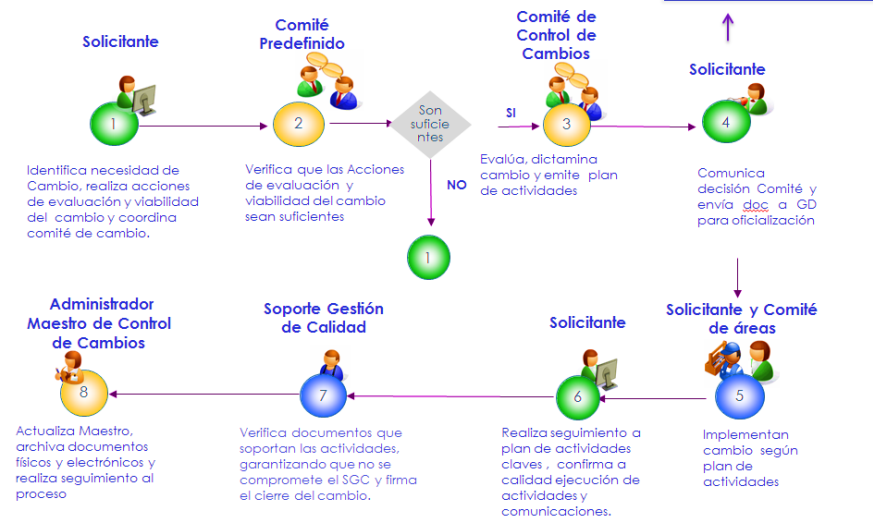 Solicitante
1
Identifica necesidad de
Cambio, realiza acciones
de evaluación y viabilidad
del cambio y coordina
comité de cambio.
Comité
Predefinido
2
Verifica que las Acciones
de evaluación y
viabilidad del cambio
sean suficientes
Son
suficie
ntes
SI
NO
1
Comité de
Control de
Cambios
3
Evalúa, dictamina
cambio y emite plan
de actividades
Solicitante
4
Comunica
decisión Comité y
envía doc a GD
para oficialización
Solicitante y Comité
de áreas
5
Implementan
cambio según
plan de
actividades
Solicitante
6
Realiza seguimiento a
plan de actividades
claves , confirma a
calidad ejecución de
actividades y
comunicaciones.
Soporte Gestión
de Calidad
7
Verifica documentos que
soportan las actividades,
garantizando que no se
compromete el SGC y firma
el cierre del cambio.
Administrador
Maestro de Control
de Cambios
8
Actualiza Maestro,
archiva documentos
físicos y electrónicos y
realiza seguimiento al
proceso